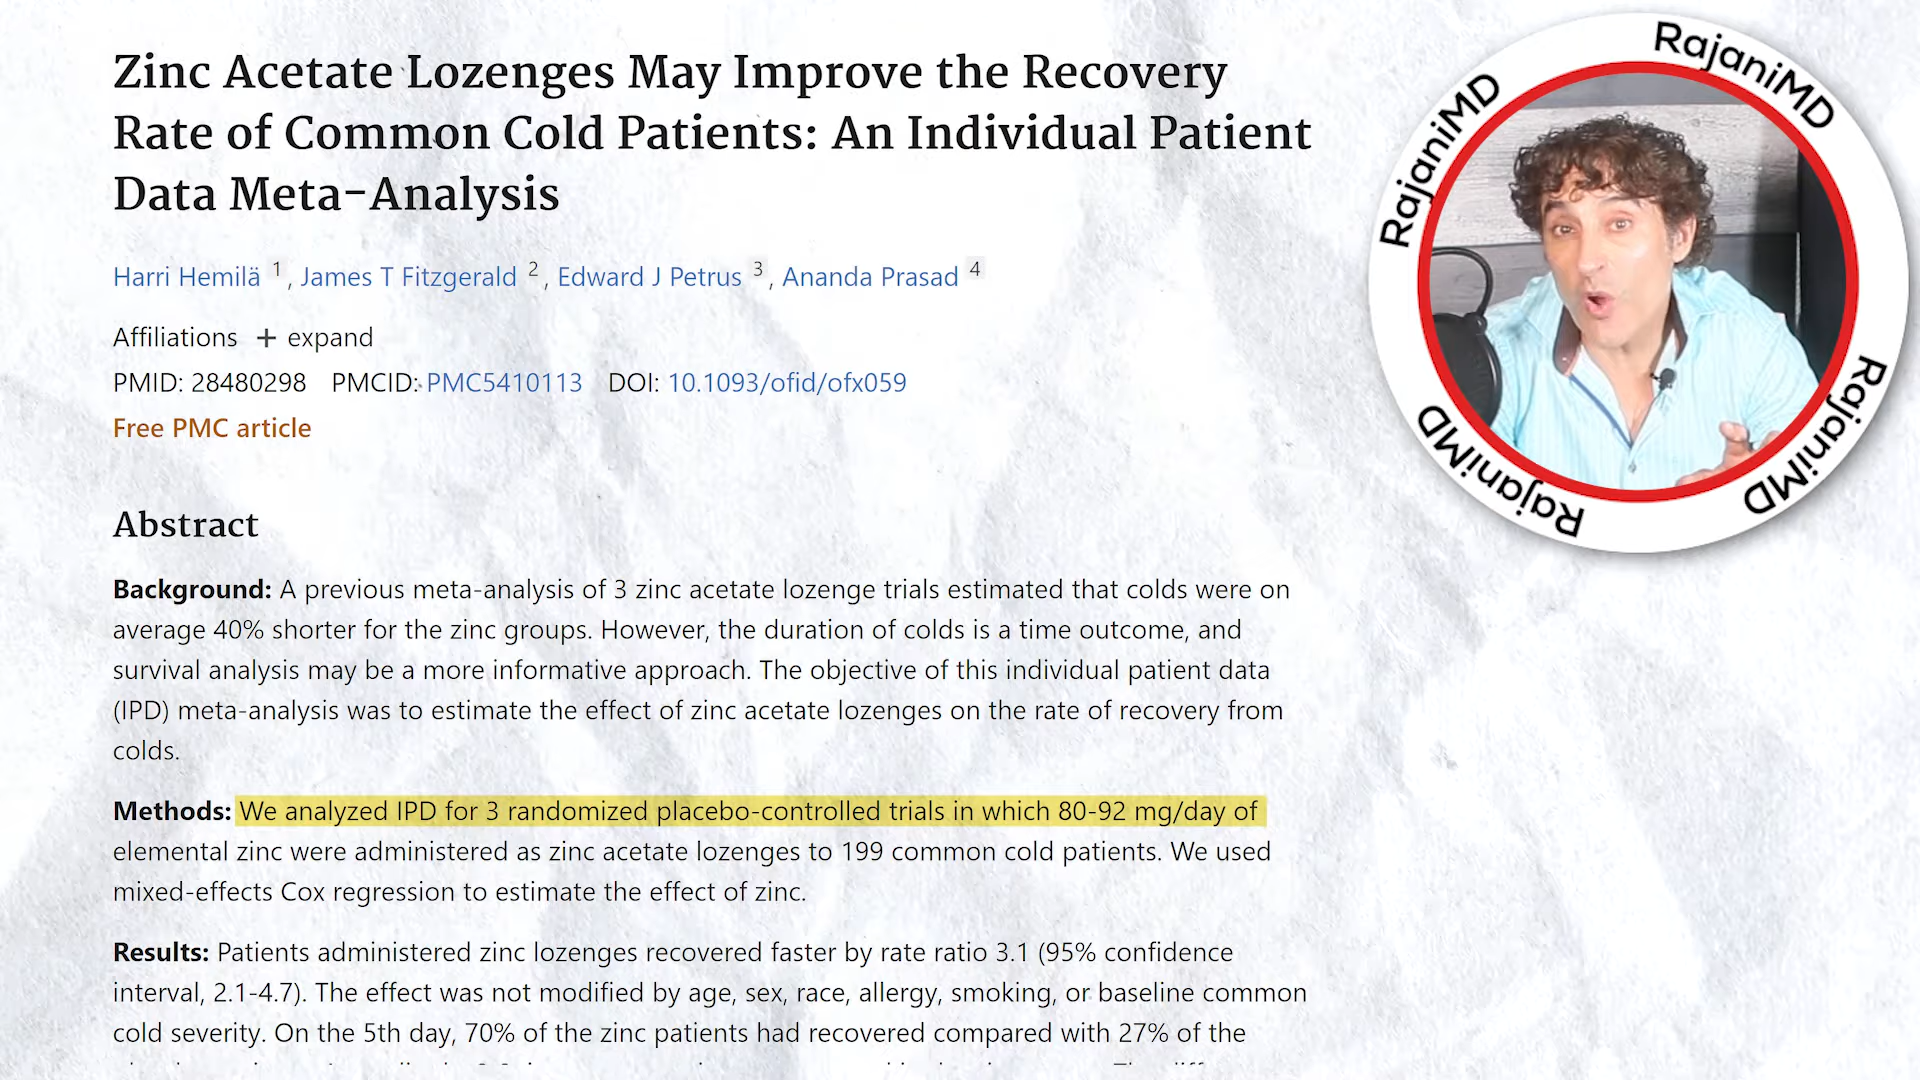 Zinc Acetate Lozenges May Improve the Recovery
Rate of Common Cold Patients: An Individual Patient
Data Meta-Analysis
Harri Hemilä 1, James T Fitzgerald 2, Edward J Petrus 3, Ananda Prasad 4
Affiliations + expand
PMID: 28480298 PMCID: PMC5410113 DOI: 10.1093/ofid/ofx059
Free PMC article
Abstract
Background: A previous meta-analysis of 3 zinc acetate lozenge trials estimated that colds were on
average 40% shorter for the zinc groups. However, the duration of colds is a time outcome, and
survival analysis may be a more informative approach. The objective of this individual patient data
(IPD) meta-analysis was to estimate the effect of zinc acetate lozenges on the rate of recovery from
colds.
Methods: We analyzed IPD for 3 randomized placebo-controlled trials in which 80-92 mg/day of
elemental zinc were administered as zinc acetate lozenges to 199 common cold patients. We used
mixed-effects Cox regression to estimate the effect of zinc.
Results: Patients administered zinc lozenges recovered faster by rate ratio 3.1 (95% confidence
interval, 2.1-4.7). The effect was not modified by age, sex, race, allergy, smoking, or baseline common
cold severity. On the 5th day, 70% of the zinc patients had recovered compared with 27% of the
RajaniMD
RajaniMD
RajaniMD
RajaniMD